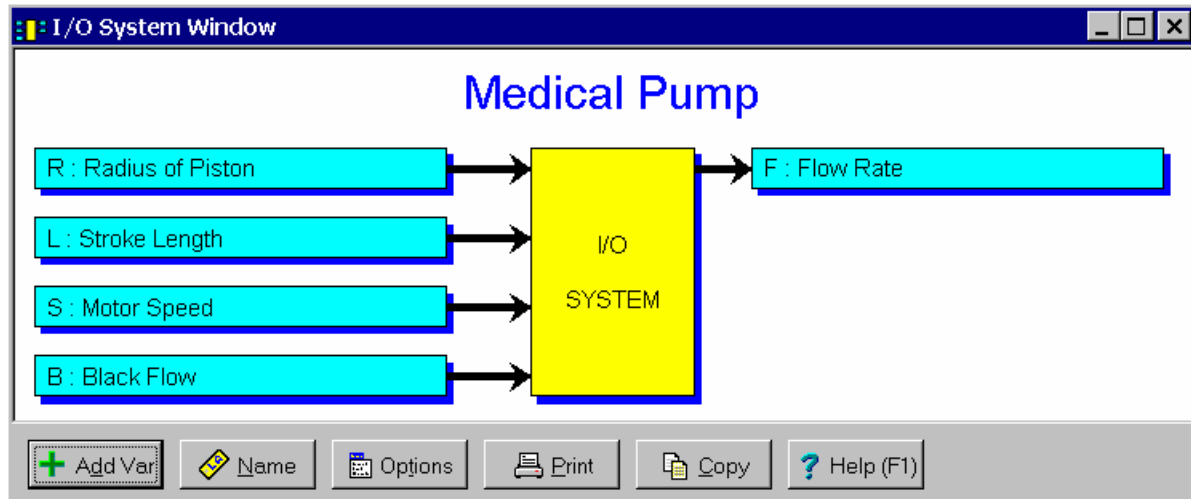 I/O System Window
Medical Pump
R : Radius of Piston
F : Flow Rate
L : Stroke Length
I/O
SYSTEM
S : Motor Speed
B : Black Flow
Add Var
Name
Options
Print
Copy
? Help (F1)